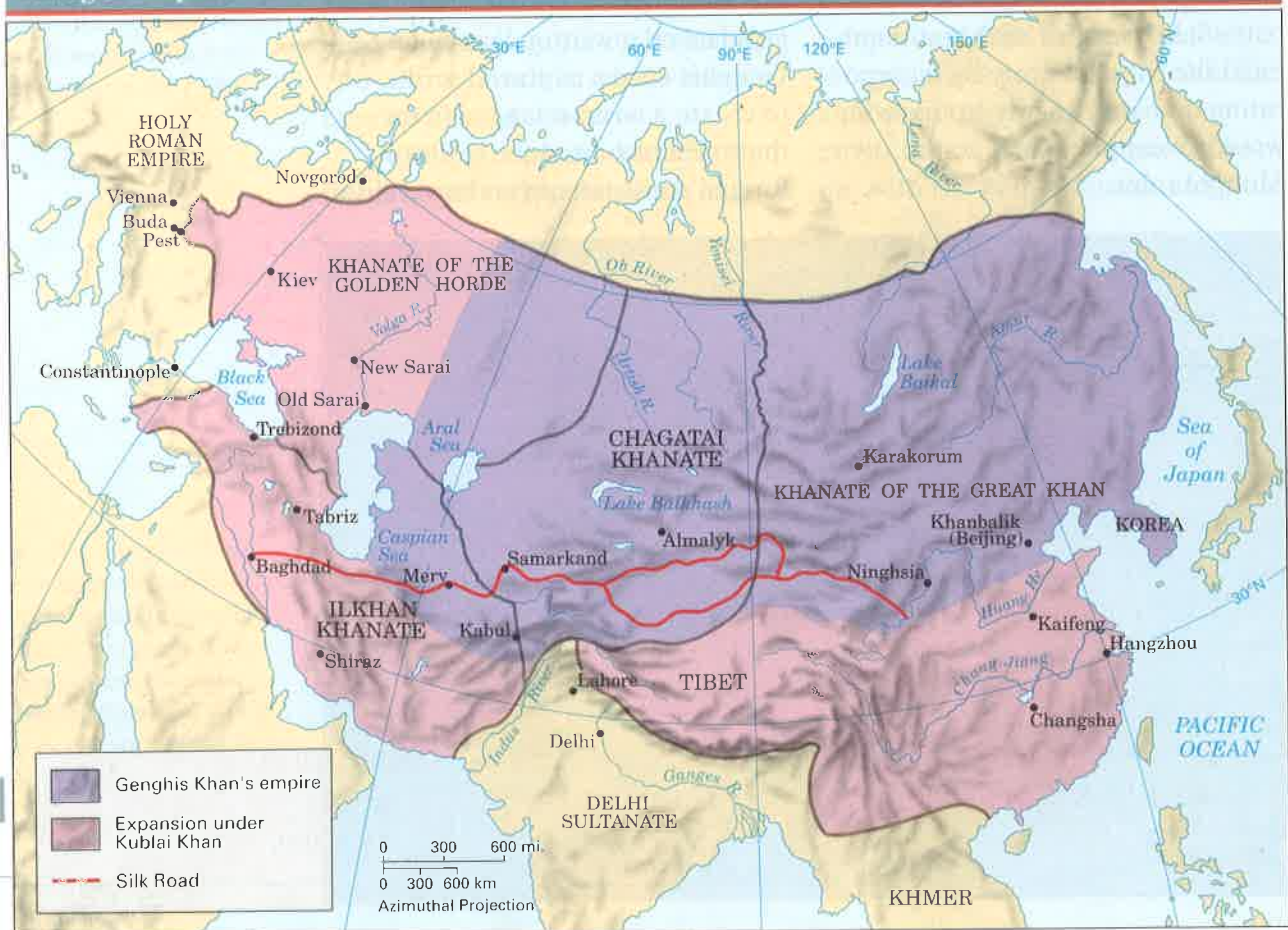 0°
30°E
60°E
90°E
120°E
150°E
HOLY
ROMAN
EMPIRE
Novgorod
Vienna
Buda
Pest
Kiev
KHANATE OF THE
GOLDEN HORDE
Volga R.
Ob River
Yenisei
River
Lena River
Irtish R.
Amur R.
Lake
Baikal
New Sarai
Old Sarai
Constantinople
Black
Sea
Trebizond
Aral
Sea
CHAGATAI
KHANATE
Karakorum
Sea
of
Japan
KHANATE OF THE GREAT KHAN
Lake Balkhash
Tabriz
Caspian
Sea
Almalyk
Khanbalik
(Beijing)
KOREA
Baghdad
Merv
Samarkand
Ninghsia
30°N
ILKHAN
KHANATE
Kabul
Huang He
Kaifeng
Hangzhou
Shiraz
Lahore
TIBET
Chang Jiang
Changsha
Indus River
Delhi
PACIFIC
OCEAN
Ganges R.
DELHI
SULTANATE
KHMER
Genghis Khan's empire
Expansion under
Kublai Khan
Silk Road
0 300 600 mi.
0 300 600 km
Azimuthal Projection